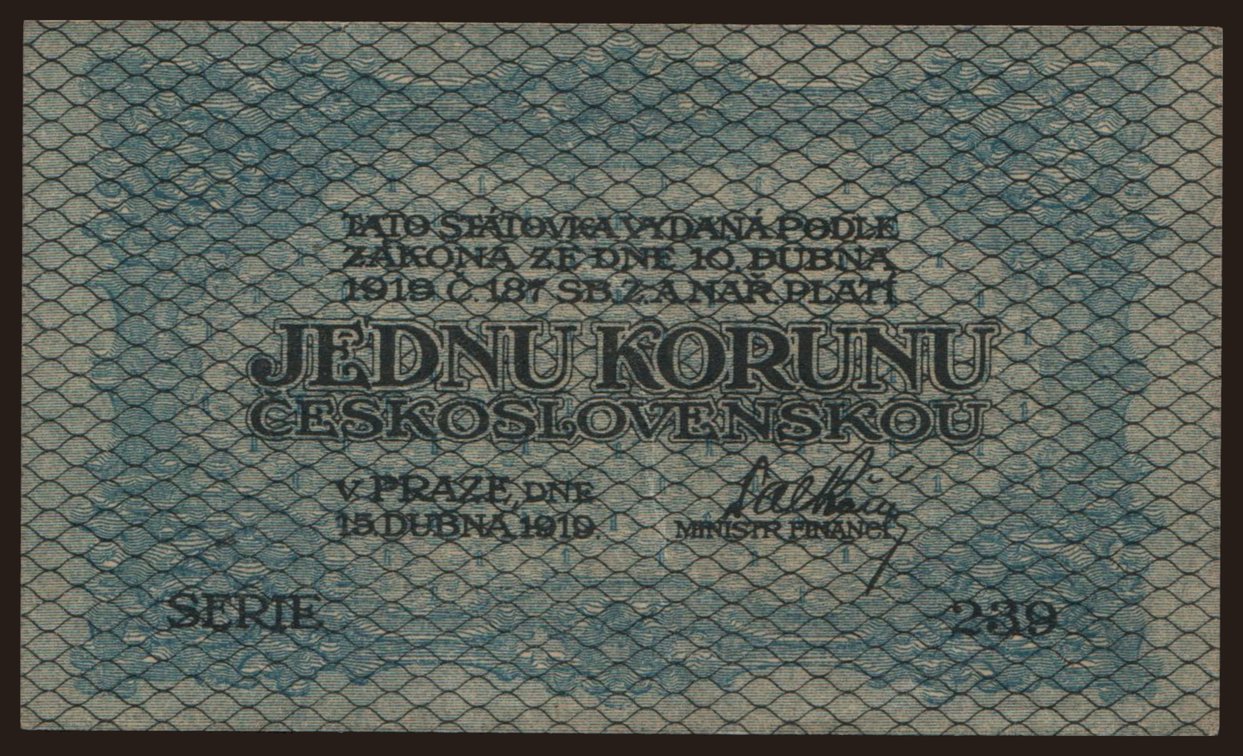 TATO STÁTOVKA VYDANÁ PODLE
ZÁKONA ZE DNE 10. DUBNA
1919 Č. 187 SB. Z. A NAŘ. PLATÍ
JEDNU KORUNU
ČESKOSLOVENSKOU
V PRAZE, DNE
15. DUBNA 1919.
MINISTR FINANCÍ
SERIE 239